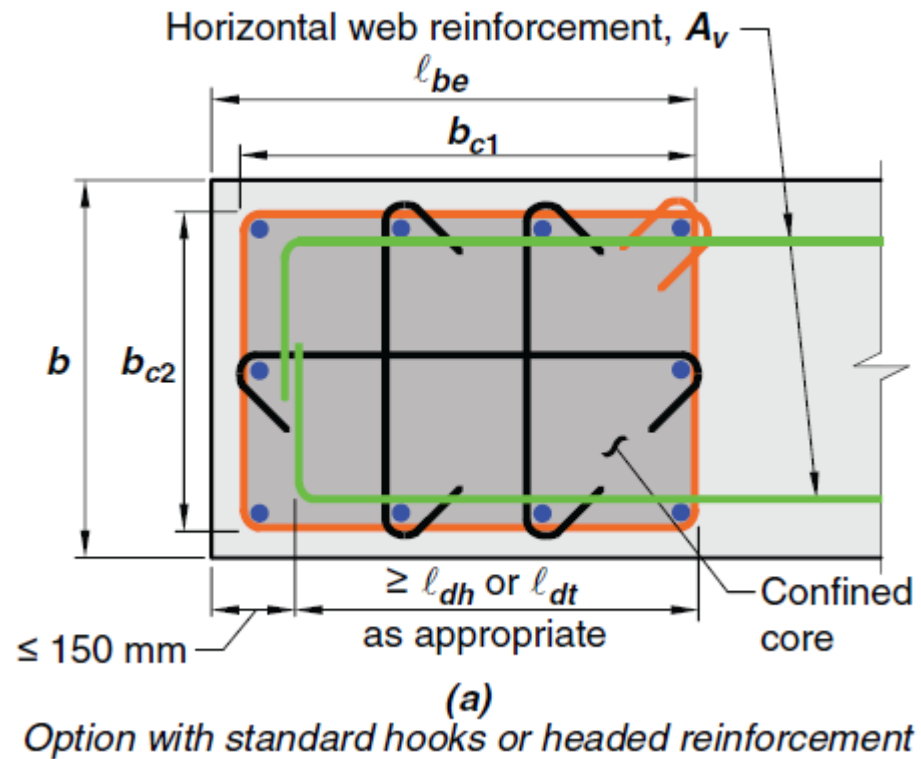 Horizontal web reinforcement, Av
ℓbe
bc1
b
bc2
≥ ℓdh or ℓdt
as appropriate
≤ 150 mm
Confined
core
(a)
Option with standard hooks or headed reinforcement